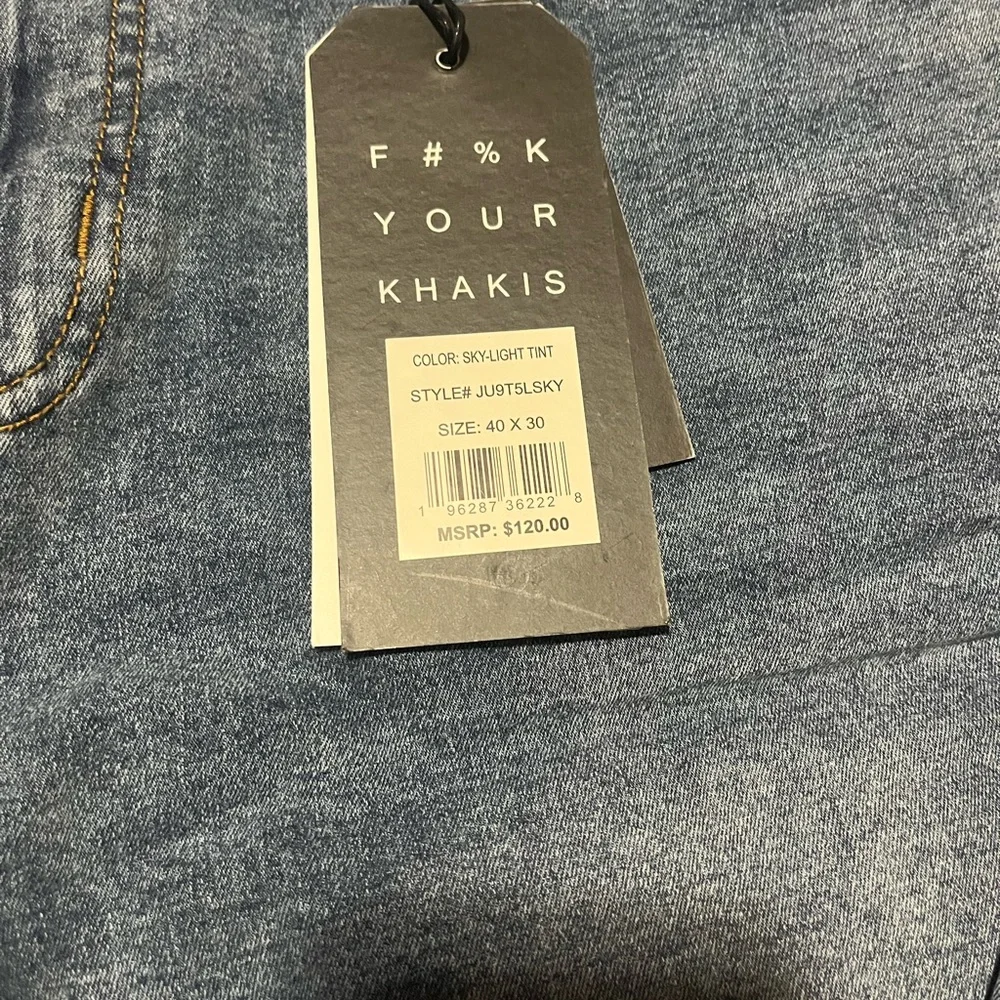 F#%K
YOUR
KHAKIS
COLOR: SKY-LIGHT TINT
STYLE# JU9T5LSKY
SIZE: 40 X 30
1 96287 36222 8
MSRP: $120.00